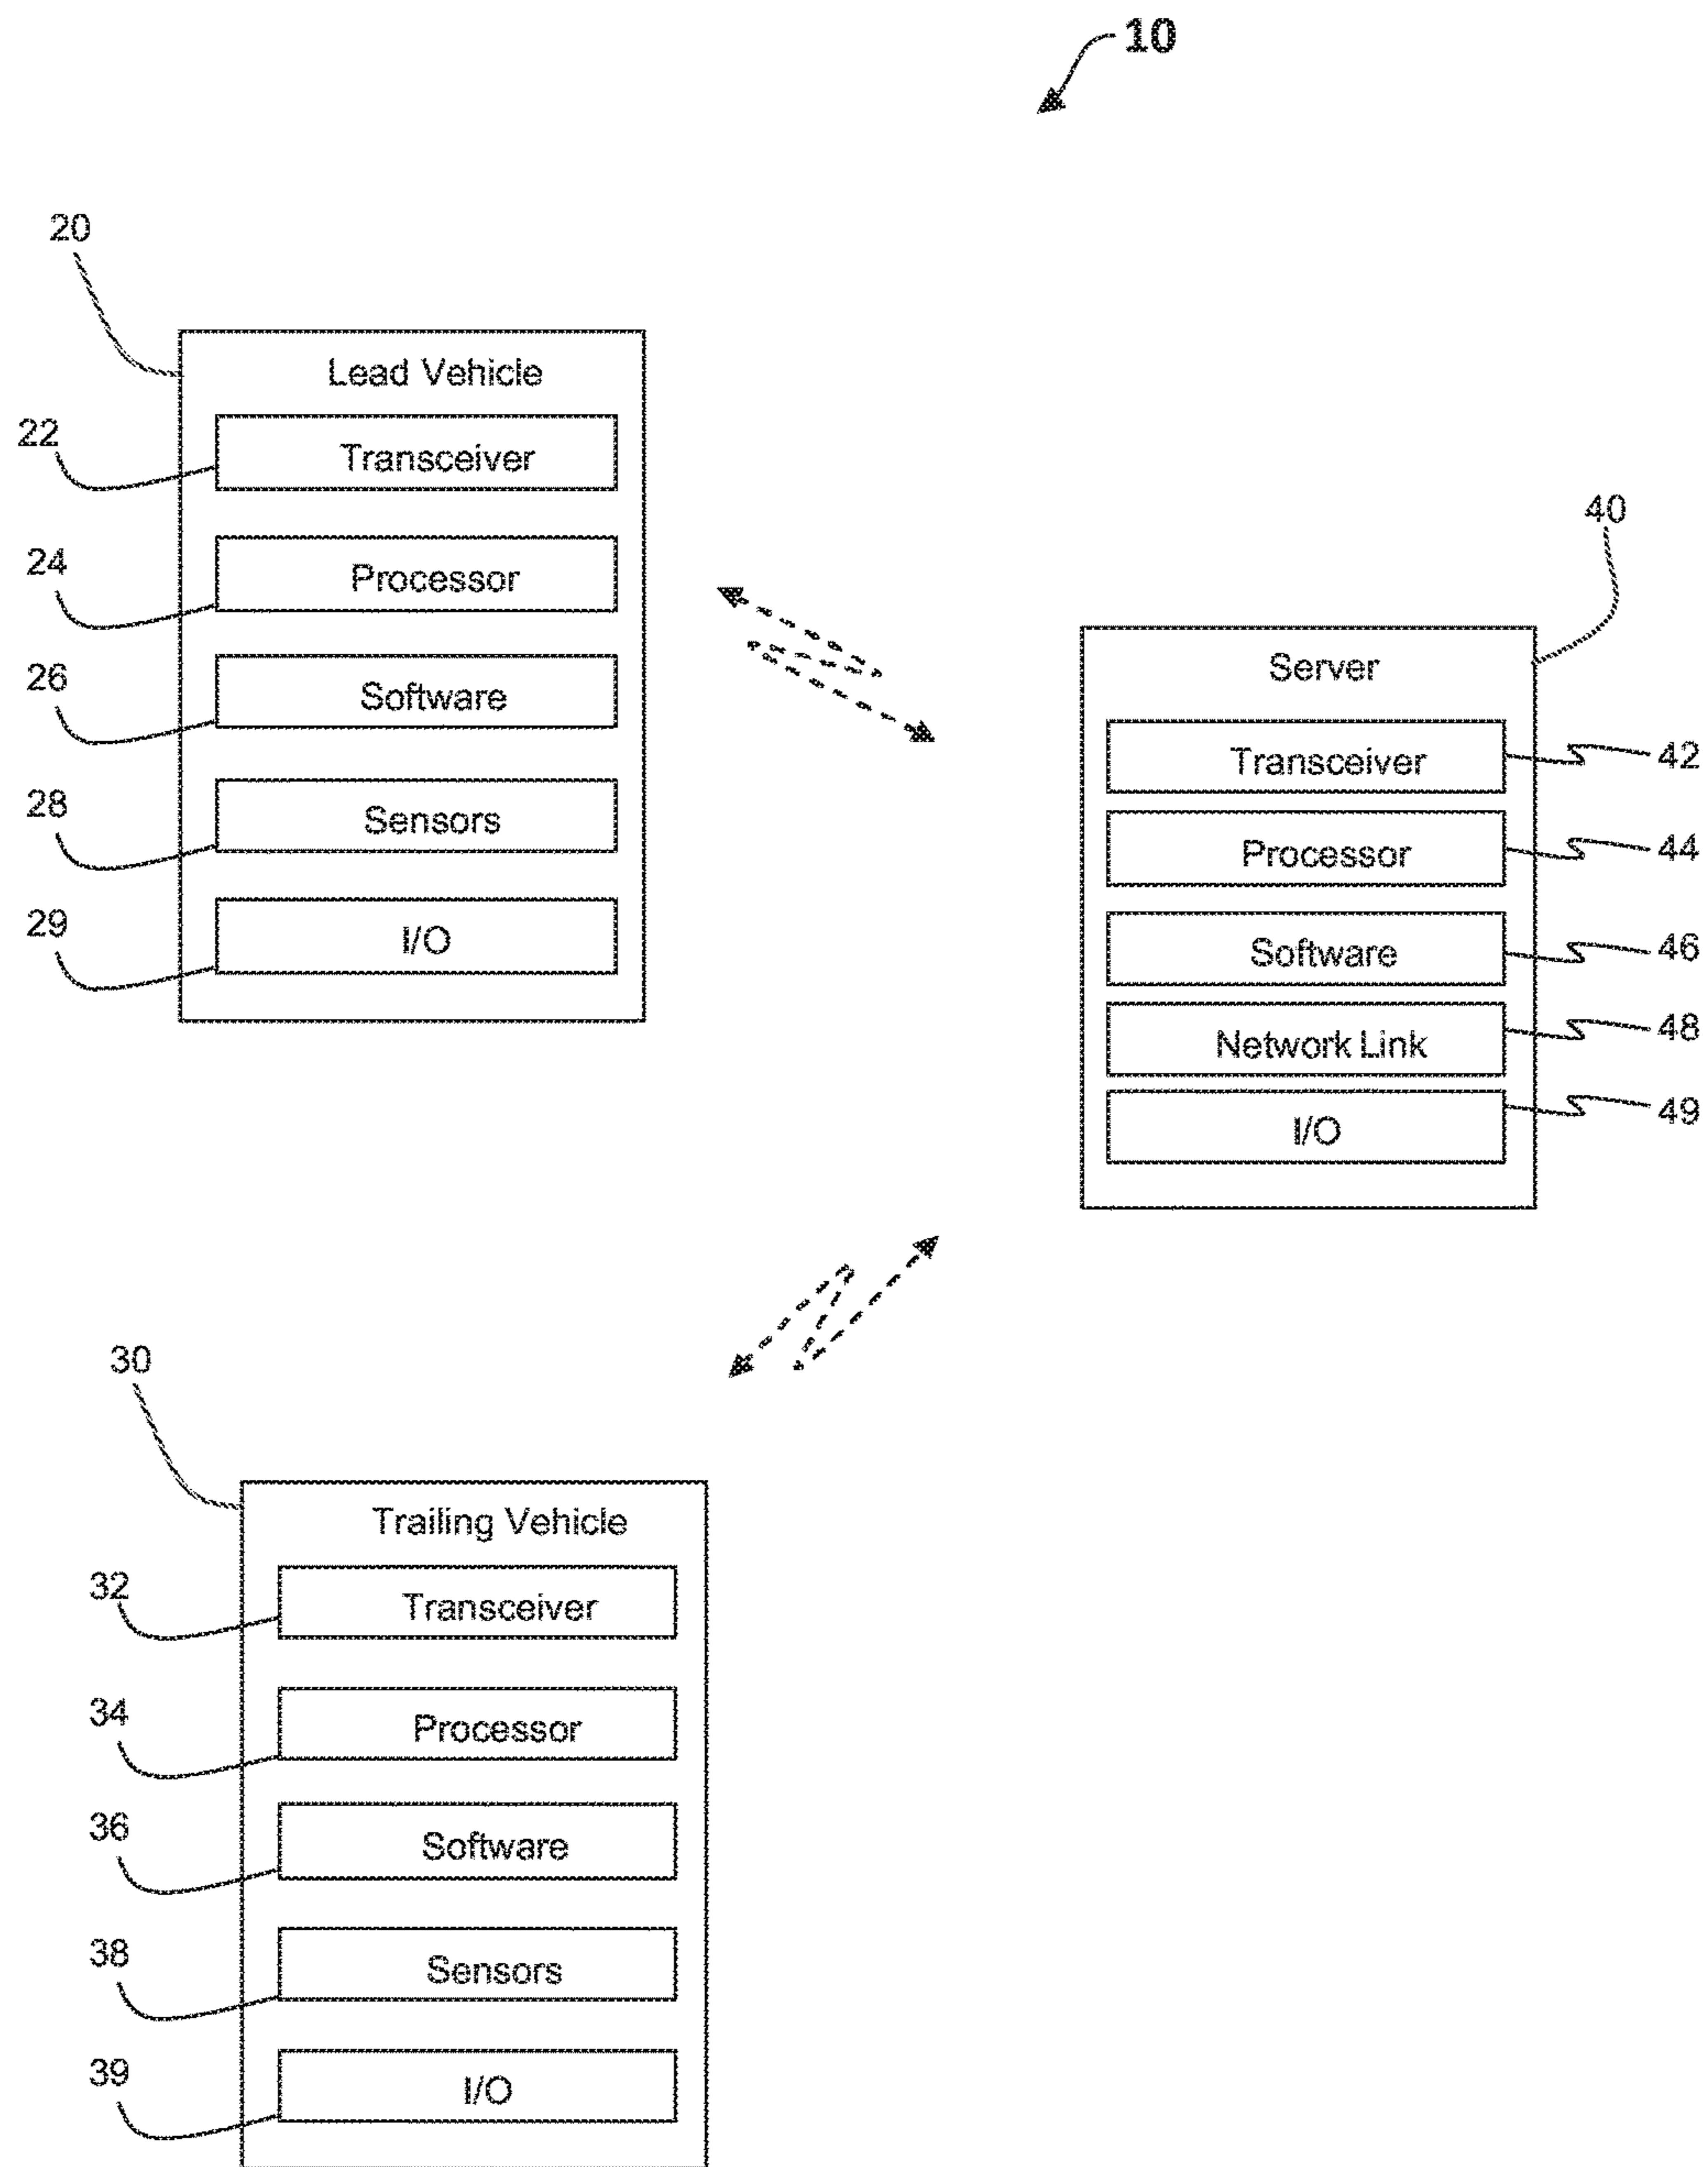 10
20
Lead Vehicle
22
Transceiver
24
Processor
26
Software
28
Sensors
29
I/O
40
Server
Transceiver
42
Processor
44
Software
46
Network Link
48
I/O
49
30
Trailing Vehicle
32
Transceiver
34
Processor
36
Software
38
Sensors
39
I/O